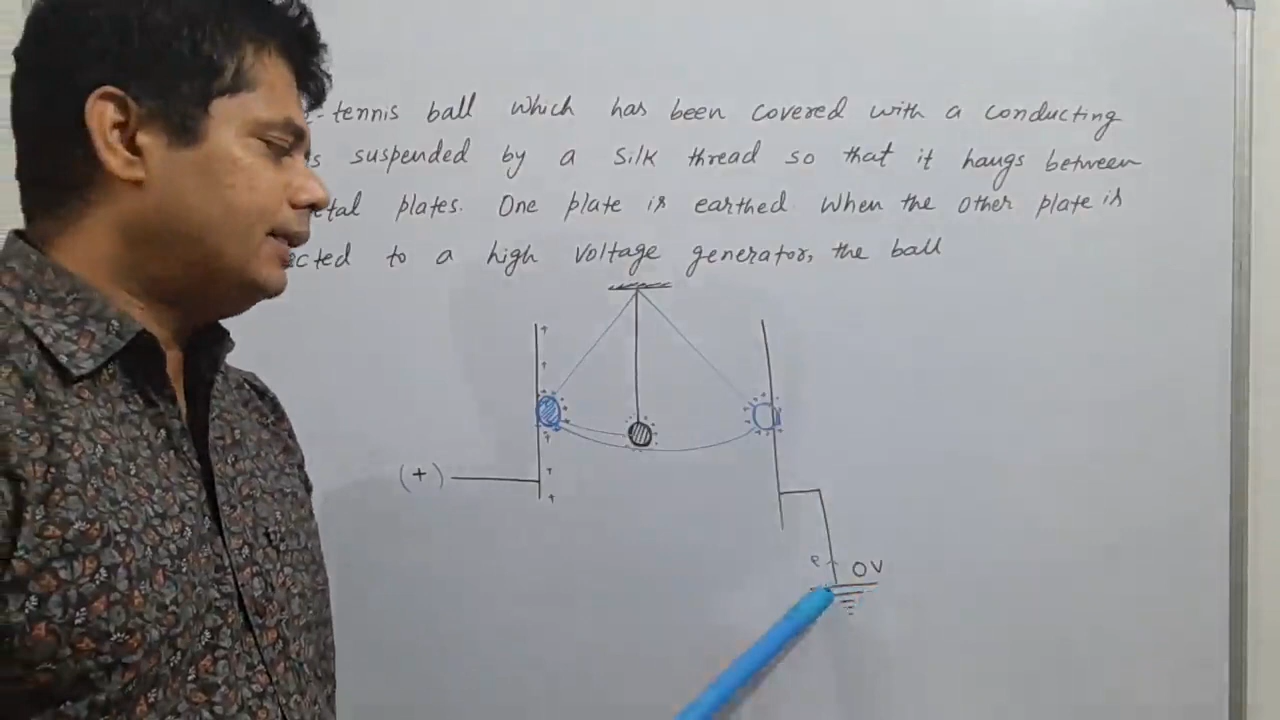 tennis ball which has been covered with a conducting
suspended by a silk thread so that it hangs between
plates. One plate is earthed. When the other plate is
to a high voltage generator, the ball
(+)
e 0V